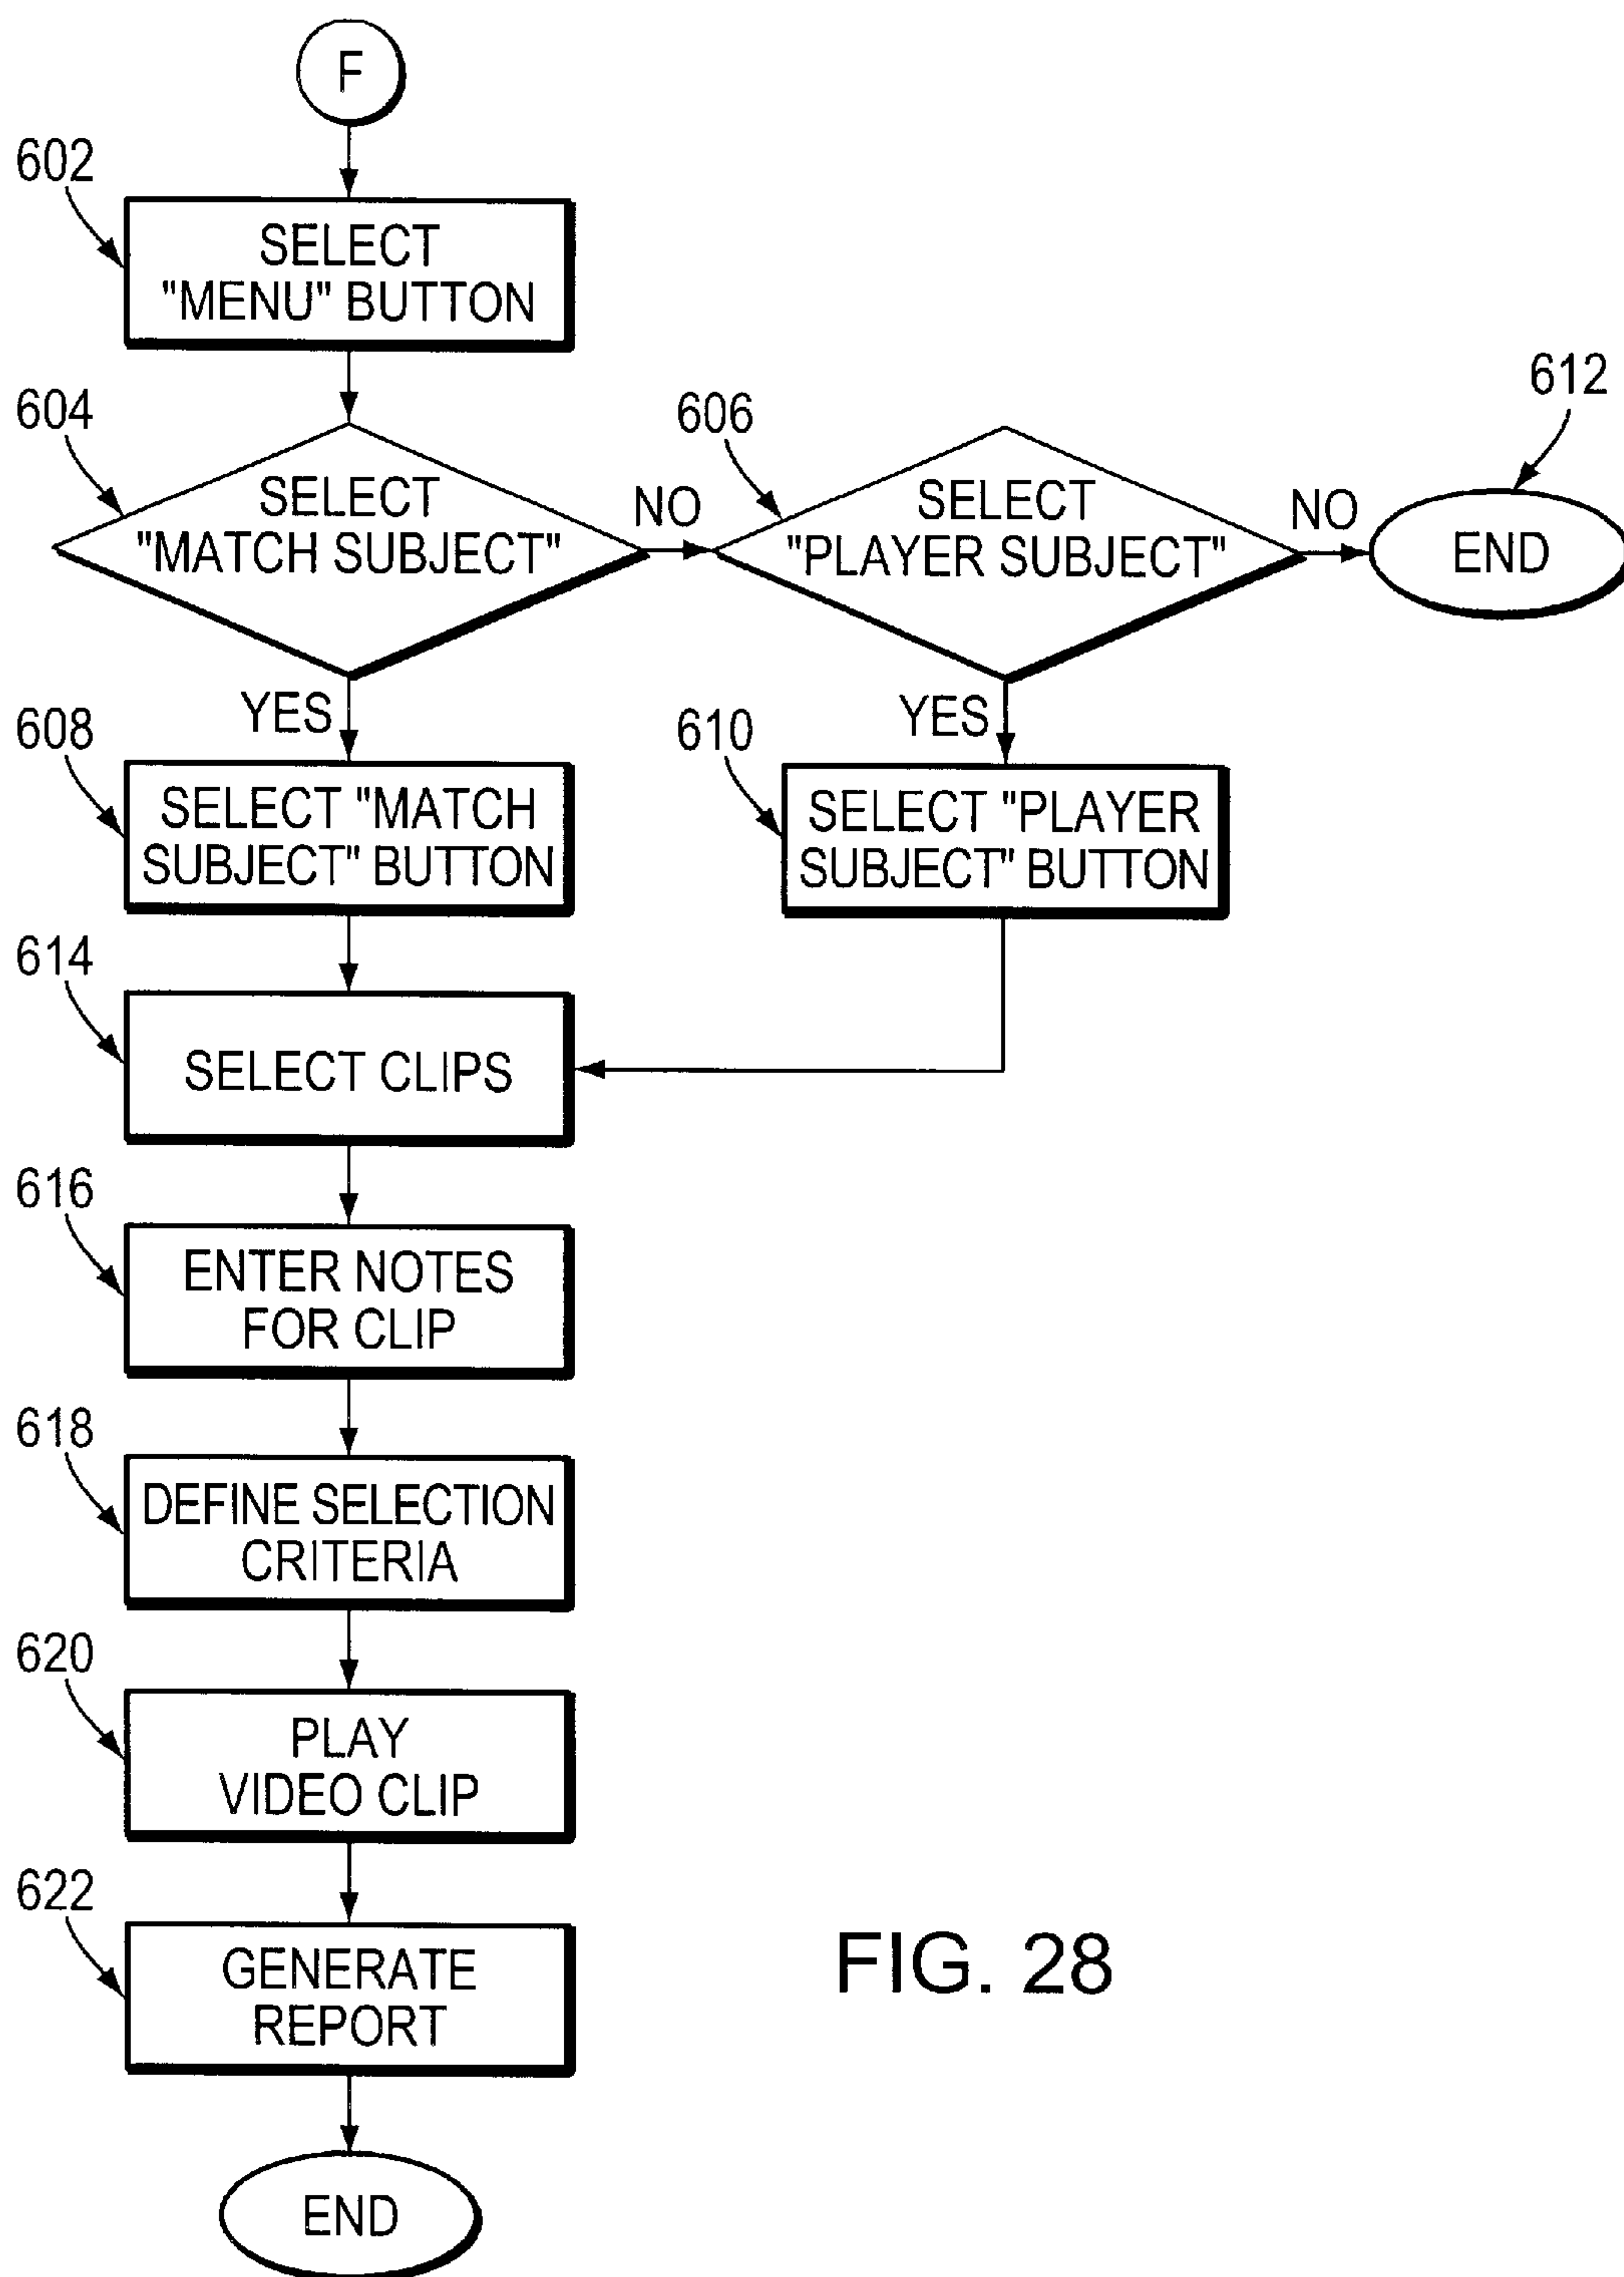 F
602
SELECT
"MENU" BUTTON
604
SELECT
"MATCH SUBJECT"
NO
606
SELECT
"PLAYER SUBJECT"
NO
612
END
YES
YES
608
SELECT "MATCH
SUBJECT" BUTTON
610
SELECT "PLAYER
SUBJECT" BUTTON
614
SELECT CLIPS
616
ENTER NOTES
FOR CLIP
618
DEFINE SELECTION
CRITERIA
620
PLAY
VIDEO CLIP
622
GENERATE
REPORT
FIG. 28
END